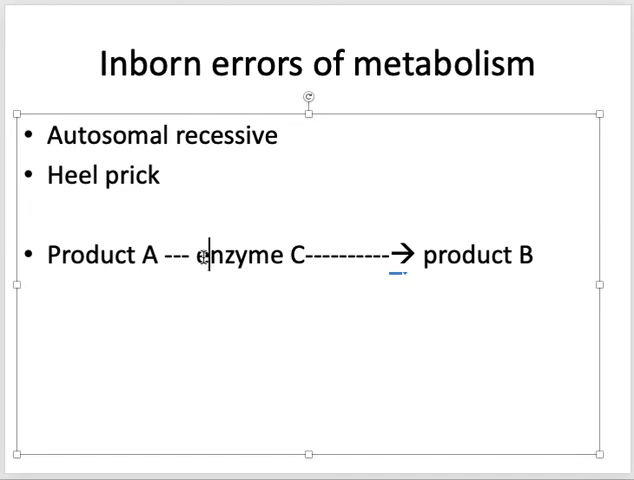 Inborn errors of metabolism
• Autosomal recessive
• Heel prick
• Product A --- enzyme C----------→ product B